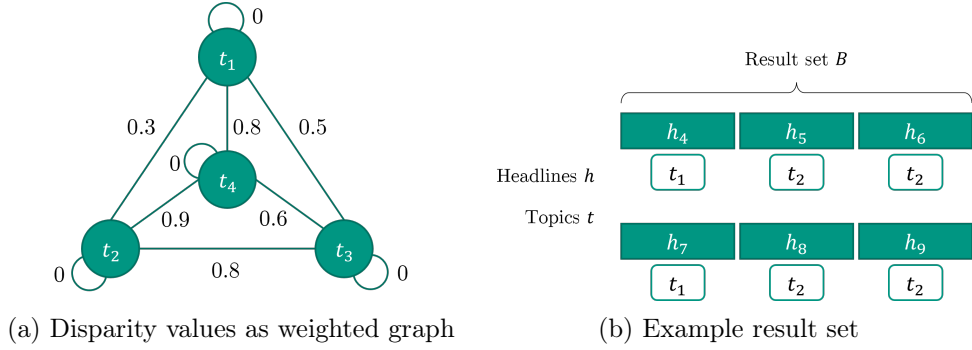 0
t₁
0.3
0.8
0.5
0
t₄
0.9
0.6
t₂
t₃
0
0.8
0
(a) Disparity values as weighted graph
Result set B
h₄ h₅ h₆
Headlines h
t₁ t₂ t₂
Topics t
h₇ h₈ h₉
t₁ t₂ t₂
(b) Example result set